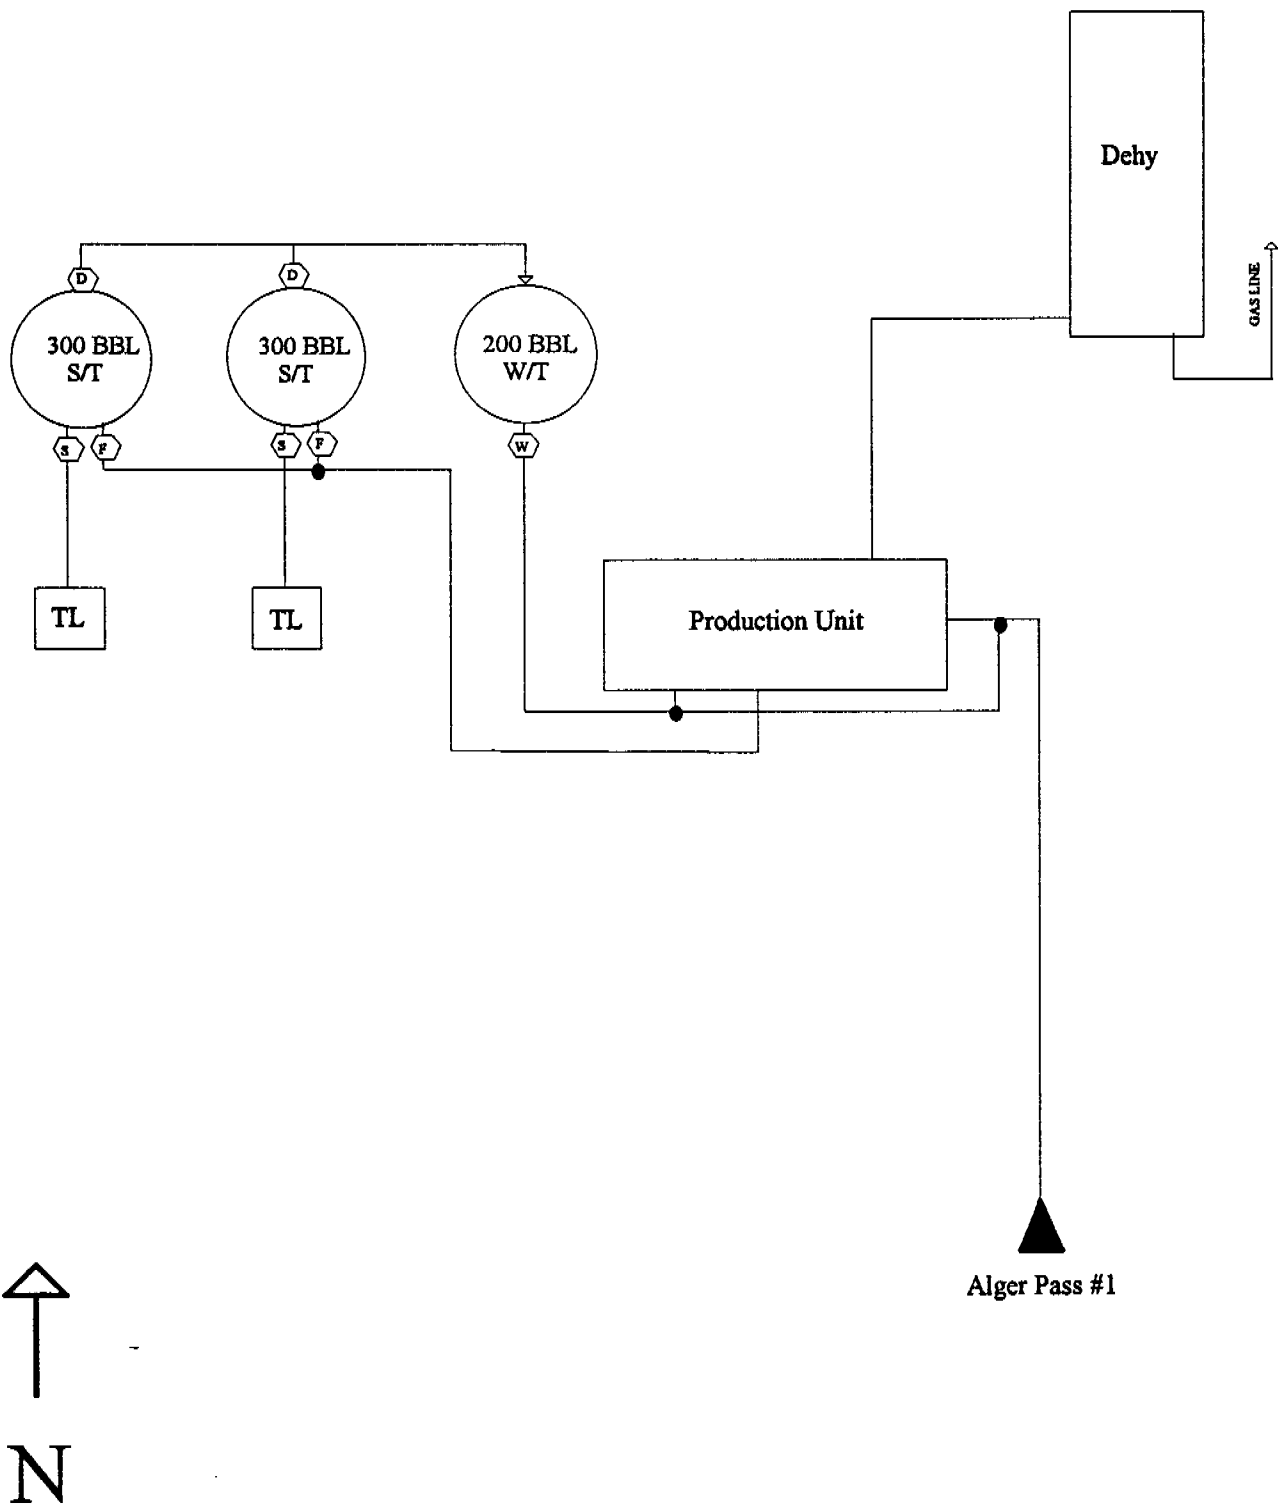 Dehy
GAS LINE
D
D
300 BBL
S/T
300 BBL
S/T
200 BBL
W/T
S
F
S
F
W
TL
TL
Production Unit
Alger Pass #1
N